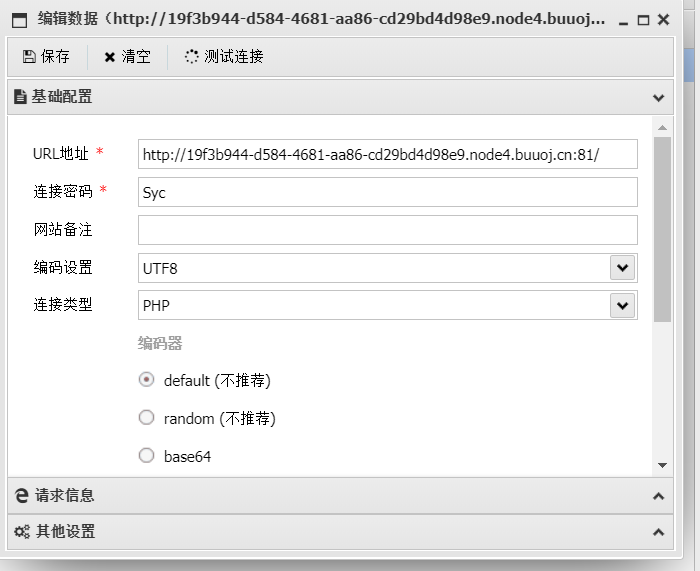 编辑数据（http://19f3b944-d584-4681-aa86-cd29bd4d98e9.node4.buuoj...
保存 清空 测试连接
基础配置
URL地址 * http://19f3b944-d584-4681-aa86-cd29bd4d98e9.node4.buuoj.cn:81/
连接密码 * Syc
网站备注
编码设置 UTF8
连接类型 PHP
编码器
default (不推荐)
random (不推荐)
base64
请求信息
其他设置